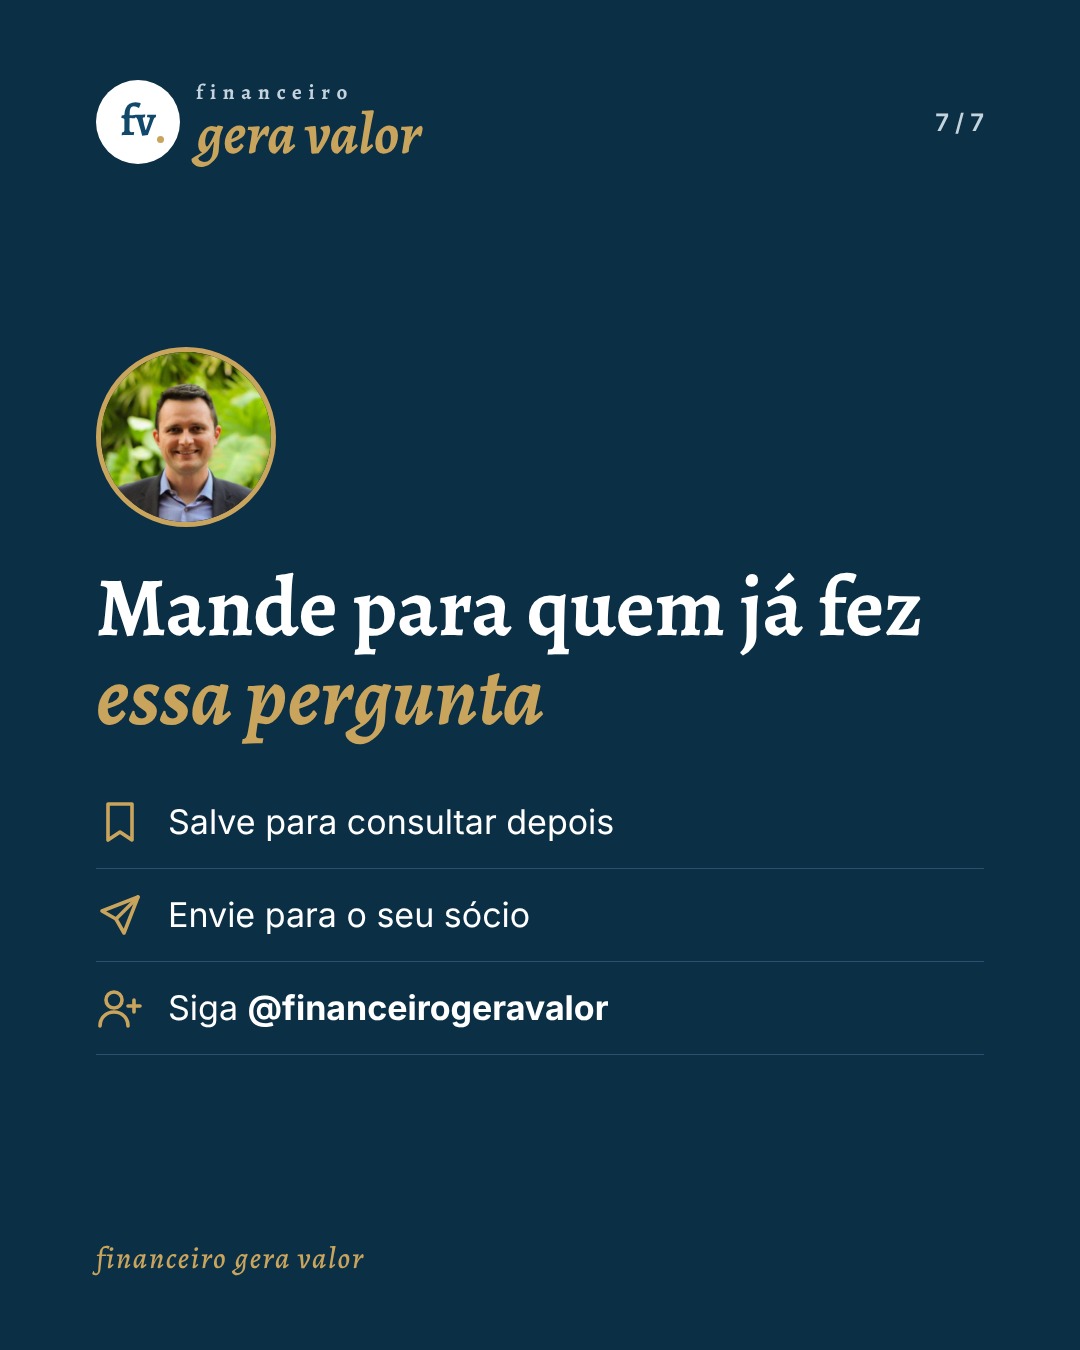 fv.
financeiro
gera valor
7 / 7
Mande para quem já fez
essa pergunta
Salve para consultar depois
Envie para o seu sócio
Siga @financeirogeravalor
financeiro gera valor